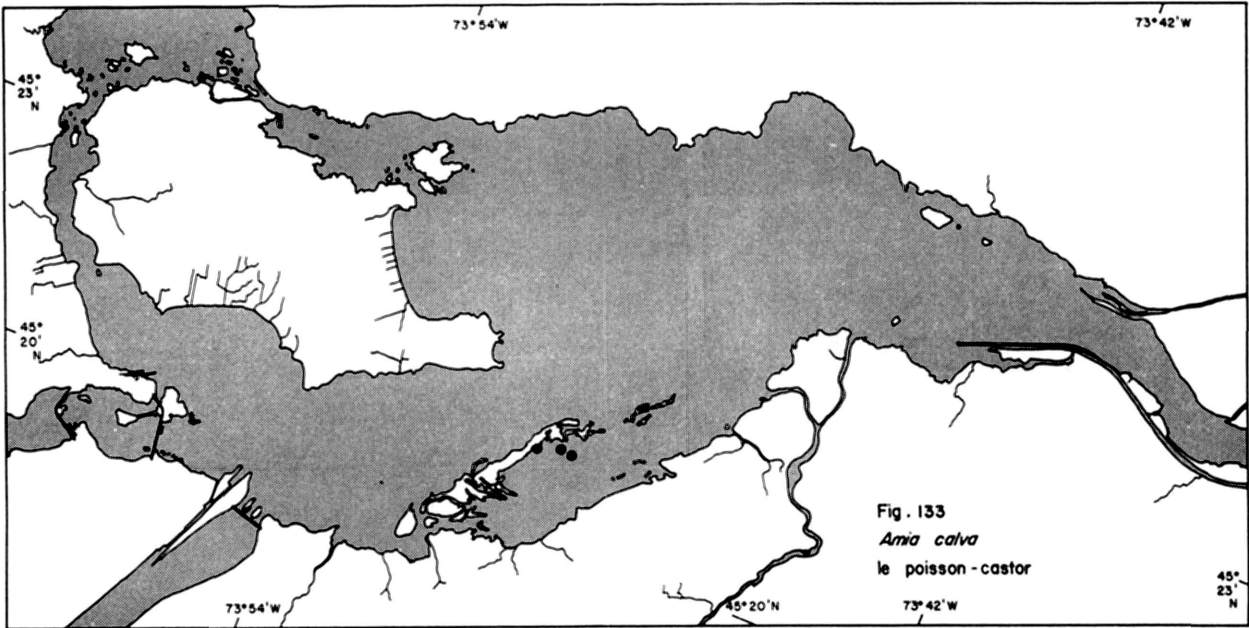 73°54'W
73°42'W
45°
23'
N
45°
20'
N
Fig. 133
Amia calva
le poisson-castor
73°54'W
45°20'N
73°42'W
45°
23'
N